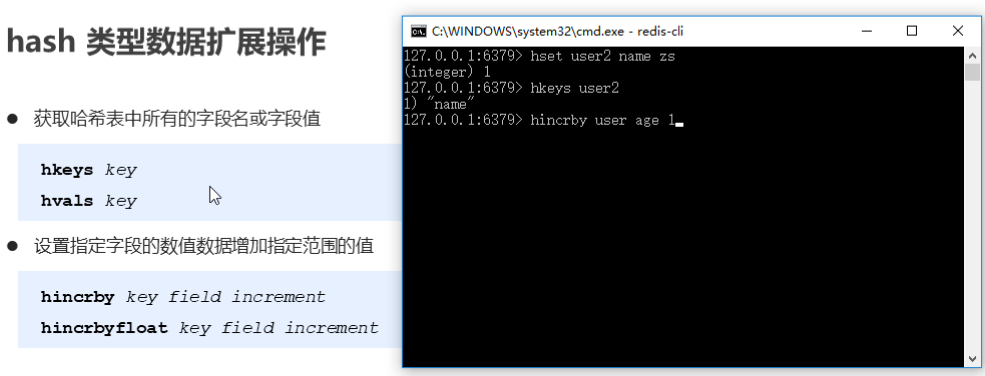 hash 类型数据扩展操作
● 获取哈希表中所有的字段名或字段值
hkeys key
hvals key
● 设置指定字段的数值数据增加指定范围的值
hincrby key field increment
hincrbyfloat key field increment
C:\WINDOWS\system32\cmd.exe - redis-cli
127.0.0.1:6379> hset user2 name zs
(integer) 1
127.0.0.1:6379> hkeys user2
1) "name"
127.0.0.1:6379> hincrby user age 1